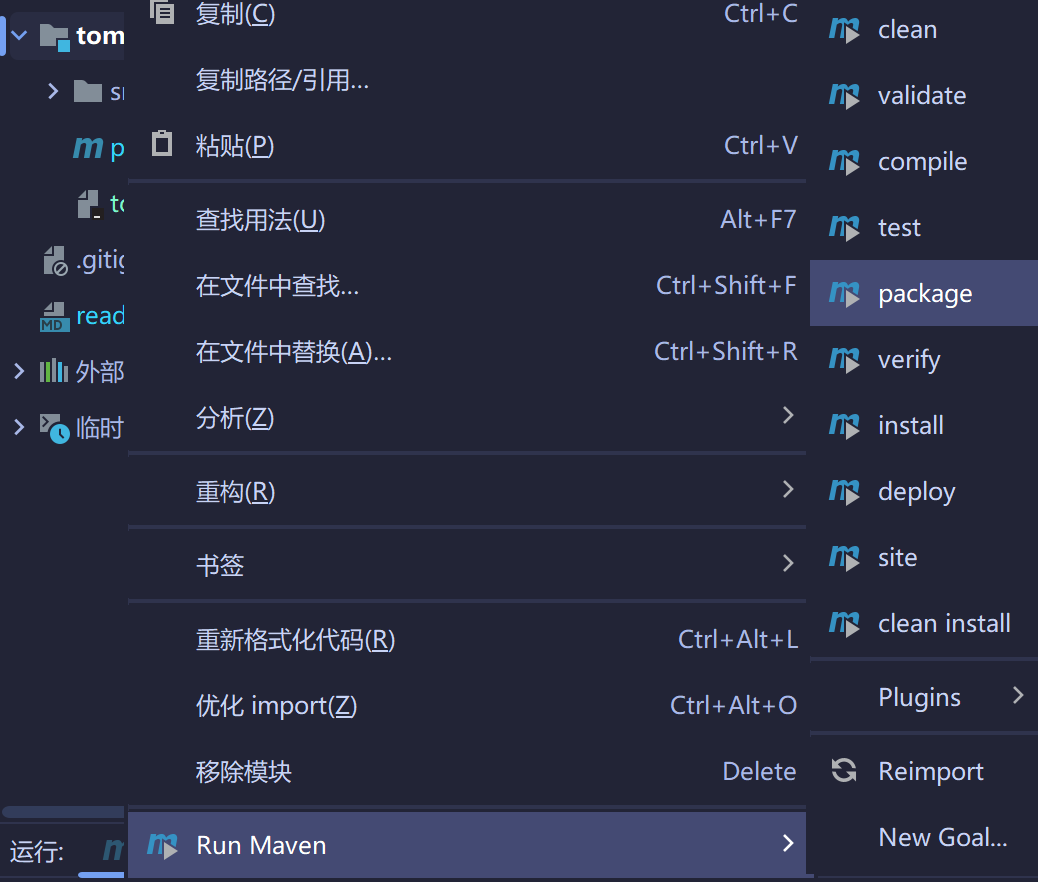 tom
p
.gitig
read
MD
外部
临时
运行:
复制(C) Ctrl+C
复制路径/引用...
粘贴(P) Ctrl+V
查找用法(U) Alt+F7
在文件中查找... Ctrl+Shift+F
在文件中替换(A)... Ctrl+Shift+R
分析(Z)
重构(R)
书签
重新格式化代码(R) Ctrl+Alt+L
优化 import(Z) Ctrl+Alt+O
移除模块 Delete
Run Maven
clean
validate
compile
test
package
verify
install
deploy
site
clean install
Plugins
Reimport
New Goal...